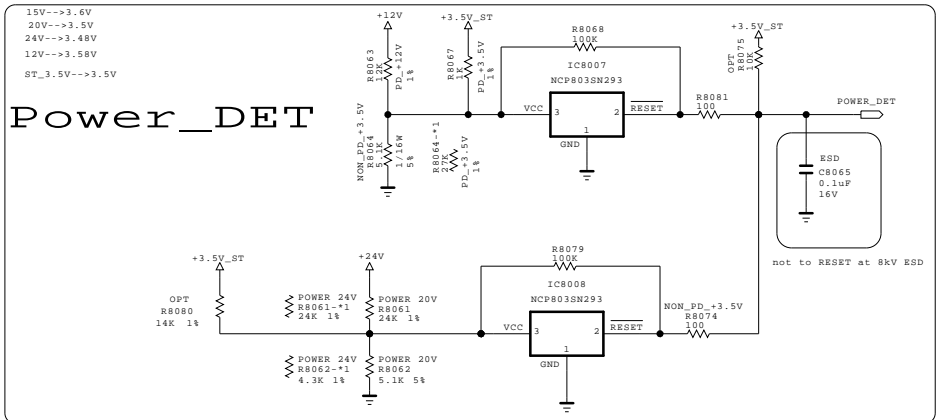 15V-->3.6V
20V-->3.5V
24V-->3.48V
12V-->3.58V
ST_3.5V-->3.5V
Power_DET
+12V
+3.5V_ST
R8063
12K
PD_+12V
1%
R8067
1K
PD_+3.5V
1%
R8068
100K
IC8007
NCP803SN293
VCC
3
2
RESET
1
GND
+3.5V_ST
OPT
R8075
10K
R8081
100
POWER_DET
NON_PD_+3.5V
R8064
5.1K
1/16W
5%
R8064-*1
27K
PD_+3.5V
1%
ESD
C8065
0.1uF
16V
not to RESET at 8kV ESD
+3.5V_ST
+24V
OPT
R8080
14K 1%
POWER 24V
R8061-*1
24K 1%
POWER 20V
R8061
24K 1%
POWER 24V
R8062-*1
4.3K 1%
POWER 20V
R8062
5.1K 5%
R8079
100K
IC8008
NCP803SN293
VCC
3
2
RESET
1
GND
NON_PD_+3.5V
R8074
100